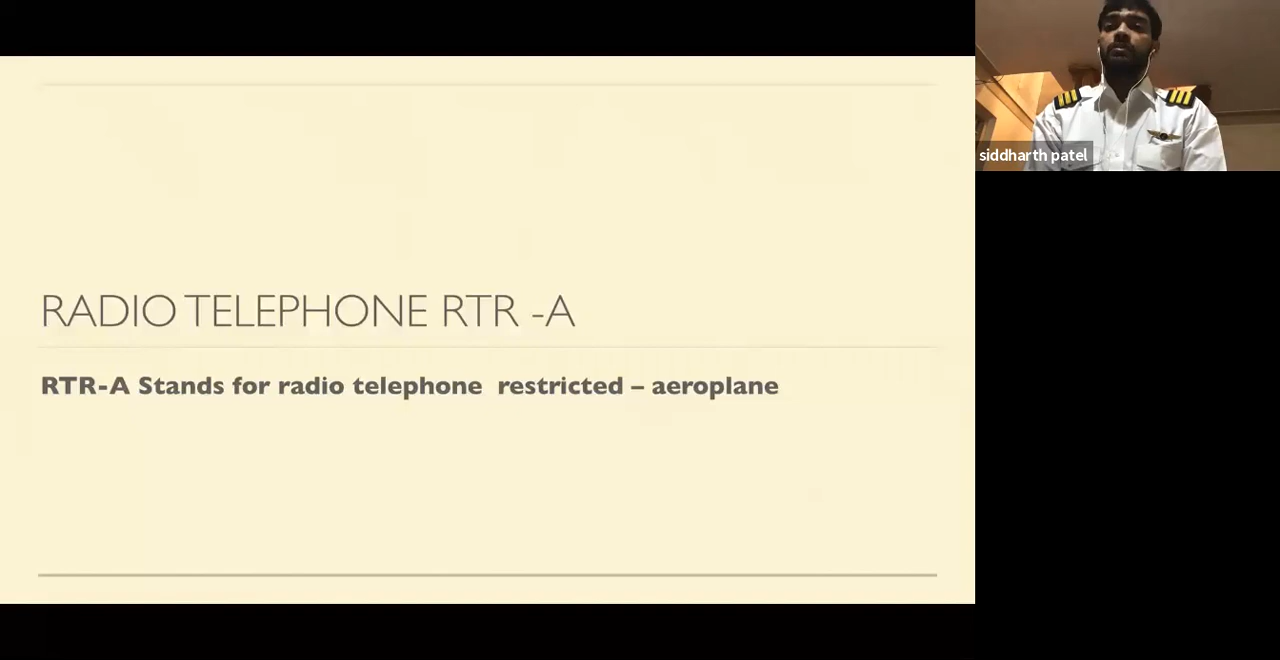 RADIO TELEPHONE RTR -A
RTR-A Stands for radio telephone  restricted – aeroplane
siddharth patel